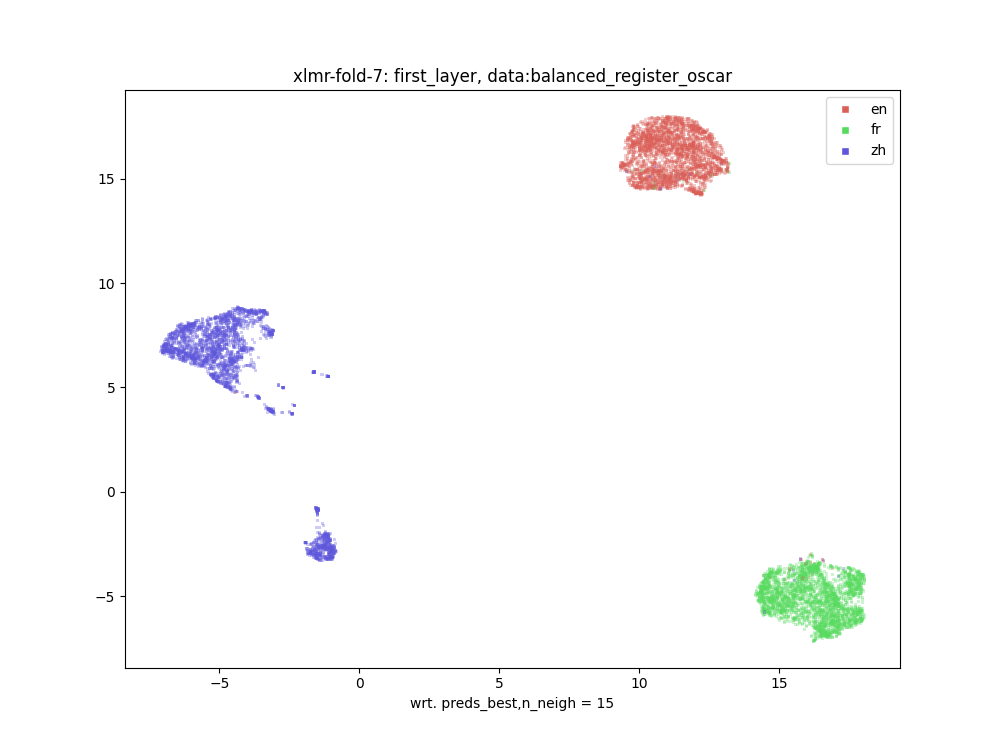 xlmr-fold-7: first_layer, data:balanced_register_oscar
en
fr
zh
15
10
5
0
−5
−5
0
5
10
15
wrt. preds_best,n_neigh = 15